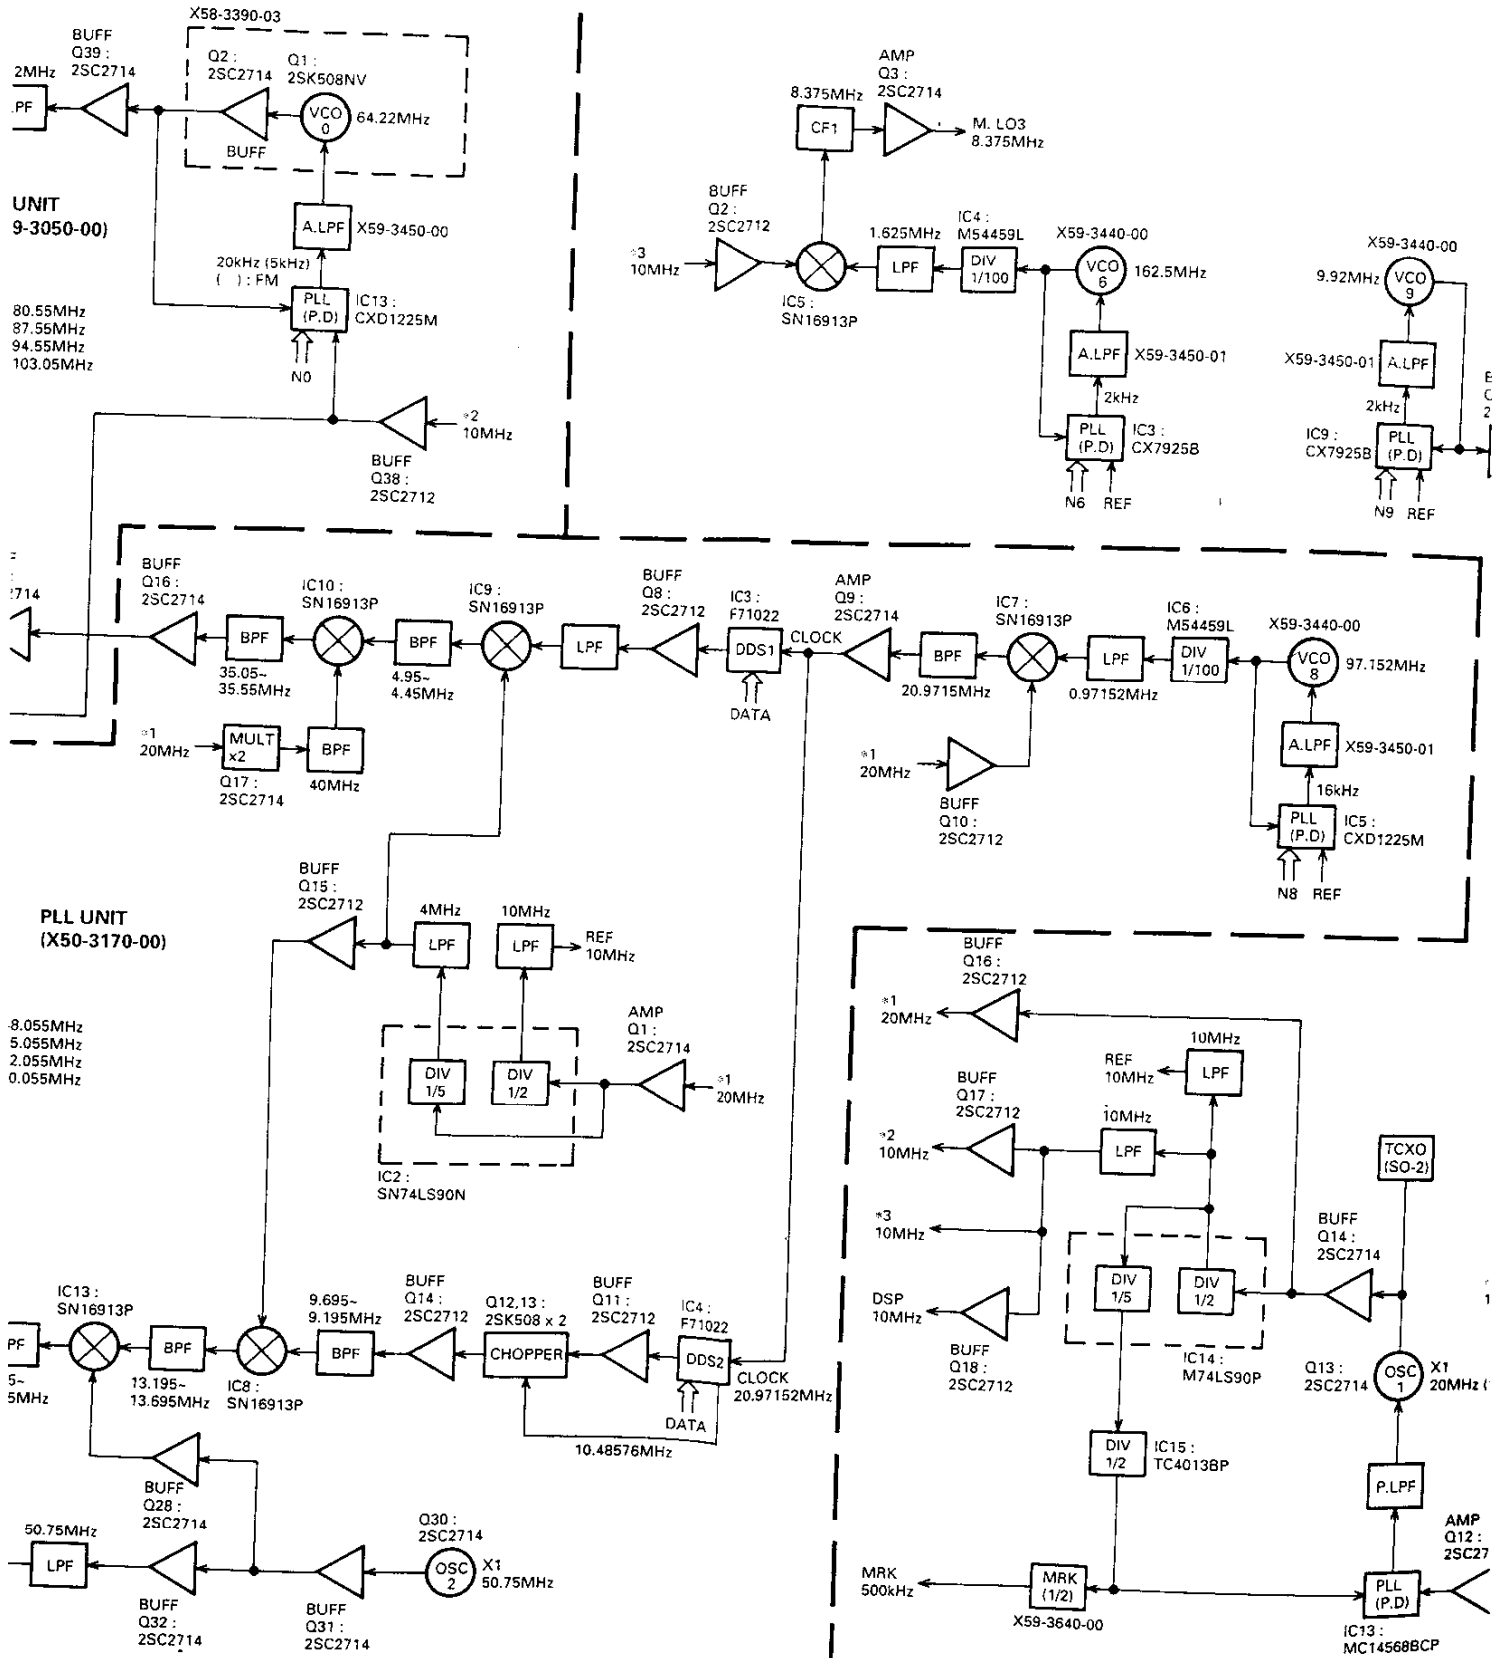 X58-3390-03
BUFF
Q39 :
2SC2714
Q2 :
2SC2714
Q1 :
2SK508NV
2MHz
.PF
VCO
0
64.22MHz
BUFF
UNIT
9-3050-00)
A.LPF
X59-3450-00
20kHz (5kHz)
( ) : FM
PLL
(P.D)
IC13 :
CXD1225M
N0
80.55MHz
87.55MHz
94.55MHz
103.05MHz
*2
10MHz
BUFF
Q38 :
2SC2712
AMP
Q3 :
2SC2714
8.375MHz
CF1
M. LO3
8.375MHz
BUFF
Q2 :
2SC2712
*3
10MHz
IC5 :
SN16913P
1.625MHz
LPF
IC4 :
M54459L
DIV
1/100
X59-3440-00
VCO
6
162.5MHz
A.LPF
X59-3450-01
2kHz
PLL
(P.D)
IC3 :
CX7925B
N6
REF
X59-3440-00
9.92MHz
VCO
9
X59-3450-01
A.LPF
2kHz
IC9 :
CX7925B
PLL
(P.D)
N9
REF
2714
BUFF
Q16 :
2SC2714
BPF
35.05~
35.55MHz
IC10 :
SN16913P
BPF
4.95~
4.45MHz
IC9 :
SN16913P
LPF
BUFF
Q8 :
2SC2712
IC3 :
F71022
DDS1
DATA
CLOCK
AMP
Q9 :
2SC2714
BPF
20.9715MHz
IC7 :
SN16913P
LPF
0.97152MHz
IC6 :
M54459L
DIV
1/100
X59-3440-00
VCO
8
97.152MHz
*1
20MHz
MULT
x2
Q17 :
2SC2714
BPF
40MHz
*1
20MHz
BUFF
Q10 :
2SC2712
A.LPF
X59-3450-01
16kHz
PLL
(P.D)
IC5 :
CXD1225M
N8
REF
PLL UNIT
(X50-3170-00)
BUFF
Q15 :
2SC2712
4MHz
LPF
10MHz
LPF
REF
10MHz
8.055MHz
5.055MHz
2.055MHz
0.055MHz
DIV
1/5
DIV
1/2
AMP
Q1 :
2SC2714
*1
20MHz
IC2 :
SN74LS90N
BUFF
Q16 :
2SC2712
*1
20MHz
10MHz
REF
10MHz
LPF
BUFF
Q17 :
2SC2712
*2
10MHz
10MHz
LPF
TCXO
(SO-2)
*3
10MHz
BUFF
Q14 :
2SC2714
DIV
1/5
DIV
1/2
DSP
10MHz
BUFF
Q18 :
2SC2712
IC14 :
M74LS90P
Q13 :
2SC2714
OSC
1
X1
20MHz (
IC13 :
SN16913P
PF
5~
5MHz
BPF
13.195~
13.695MHz
IC8 :
SN16913P
9.695~
9.195MHz
BPF
BUFF
Q14 :
2SC2712
Q12,13 :
2SK508 x 2
CHOPPER
BUFF
Q11 :
2SC2712
IC4 :
F71022
DDS2
CLOCK
20.97152MHz
DATA
10.48576MHz
DIV
1/2
IC15 :
TC4013BP
P.LPF
BUFF
Q28 :
2SC2714
50.75MHz
LPF
BUFF
Q32 :
2SC2714
BUFF
Q31 :
2SC2714
Q30 :
2SC2714
OSC
2
X1
50.75MHz
MRK
500kHz
MRK
(1/2)
X59-3640-00
PLL
(P.D)
IC13 :
MC14568BCP
AMP
Q12 :
2SC27